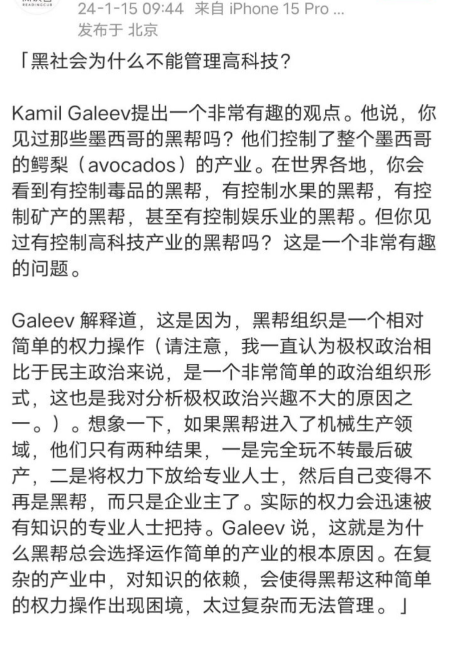 24-1-15 09:44 来自 iPhone 15 Pro ...
发布于 北京
「黑社会为什么不能管理高科技？
Kamil Galeev提出一个非常有趣的观点。他说，你
见过那些墨西哥的黑帮吗？他们控制了整个墨西哥
的鳄梨（avocados）的产业。在世界各地，你会
看到有控制毒品的黑帮，有控制水果的黑帮，有控
制矿产的黑帮，甚至有控制娱乐业的黑帮。但你见
过有控制高科技产业的黑帮吗？ 这是一个非常有趣
的问题。
Galeev 解释道，这是因为，黑帮组织是一个相对
简单的权力操作（请注意，我一直认为极权政治相
比于民主政治来说，是一个非常简单的政治组织形
式，这也是我对分析极权政治兴趣不大的原因之
一。）。想象一下，如果黑帮进入了机械生产领
域，他们只有两种结果，一是完全玩不转最后破
产，二是将权力下放给专业人士，然后自己变得不
再是黑帮，而只是企业主了。实际的权力会迅速被
有知识的专业人士把持。Galeev 说，这就是为什
么黑帮总会选择运作简单的产业的根本原因。在复
杂的产业中，对知识的依赖，会使得黑帮这种简单
的权力操作出现困境，太过复杂而无法管理。」